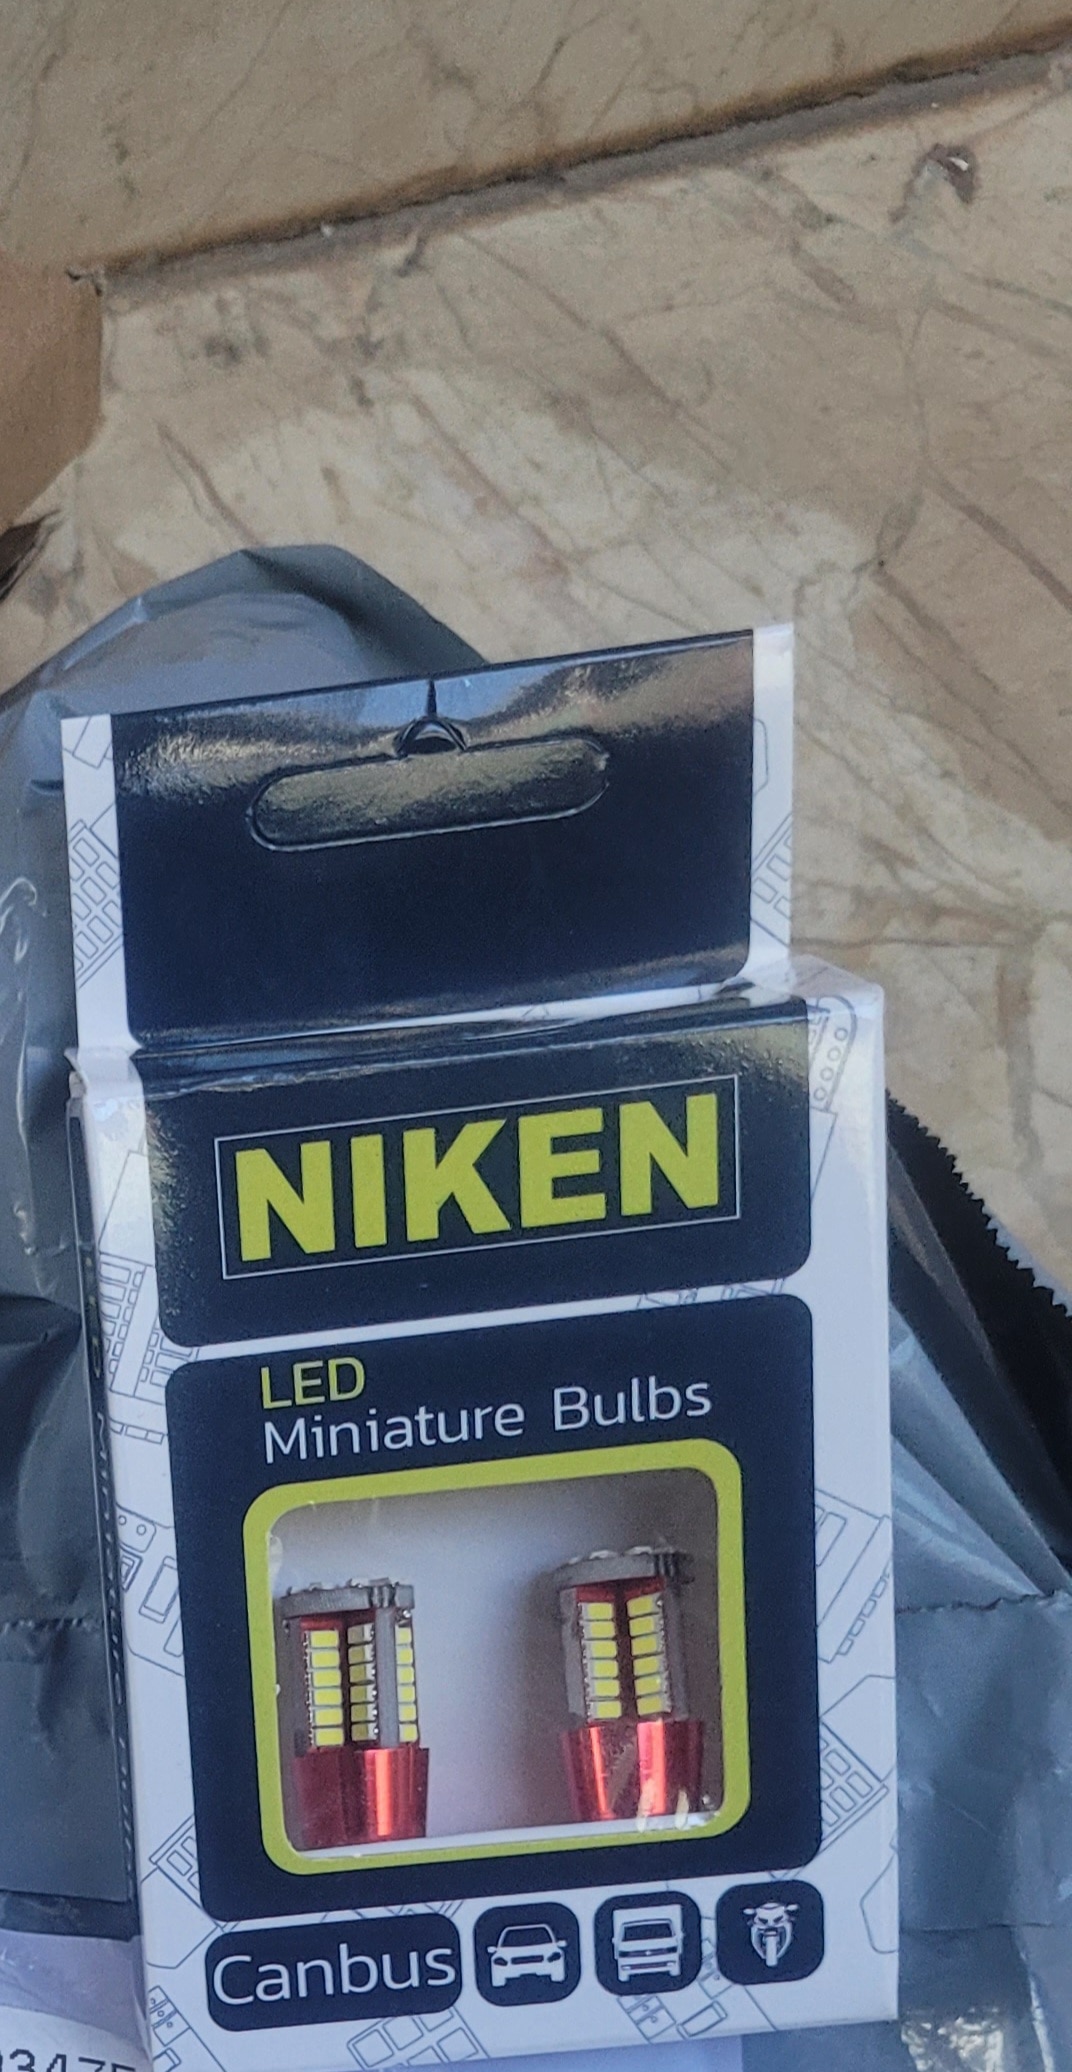 NIKEN
LED
Miniature Bulbs
Canbus